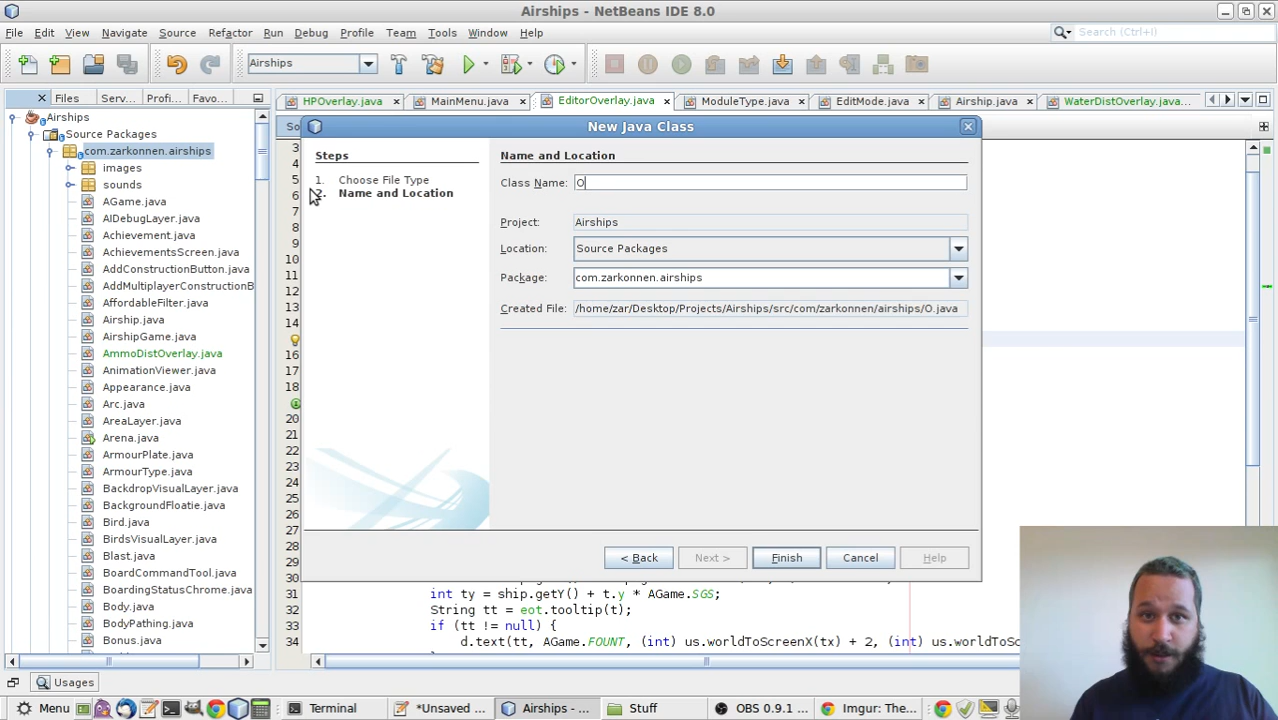 Airships - NetBeans IDE 8.0
File Edit View Navigate Source Refactor Run Debug Profile Team Tools Window Help
Search (Ctrl+I)
Airships
Files Serv... Profi... Favo...
HPOverlay.java MainMenu.java EditorOverlay.java ModuleType.java EditMode.java Airship.java WaterDistOverlay.java...
Airships
Source Packages
com.zarkonnen.airships
images
sounds
AGame.java
AIDebugLayer.java
Achievement.java
AchievementsScreen.java
AddConstructionButton.java
AddMultiplayerConstructionB
AffordableFilter.java
Airship.java
AirshipGame.java
AmmoDistOverlay.java
AnimationViewer.java
Appearance.java
Arc.java
AreaLayer.java
Arena.java
ArmourPlate.java
ArmourType.java
BackdropVisualLayer.java
BackgroundFloatie.java
Bird.java
BirdsVisualLayer.java
Blast.java
BoardCommandTool.java
BoardingStatusChrome.java
Body.java
BodyPathing.java
Bonus.java
So
3
4
5
6
7
8
9
10
11
12
13
14
16
17
18
20
21
22
23
24
25
26
27
28
29
30
31
32
33
34
New Java Class
Steps
1. Choose File Type
2. Name and Location
Name and Location
Class Name: O
Project: Airships
Location: Source Packages
Package: com.zarkonnen.airships
Created File: /home/zar/Desktop/Projects/Airships/src/com/zarkonnen/airships/O.java
< Back Next > Finish Cancel Help
int ty = ship.getY() + t.y * AGame.SGS;
String tt = eot.tooltip(t);
if (tt != null) {
d.text(tt, AGame.FOUNT, (int) us.worldToScreenX(tx) + 2, (int) us.worldToSc
Usages
Menu Terminal *Unsaved ... Airships - ... Stuff OBS 0.9.1 ... Imgur: The...